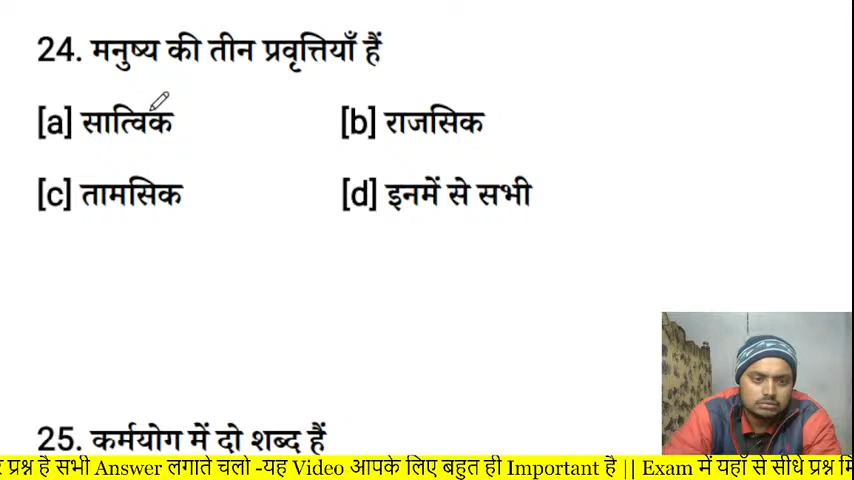 24. मनुष्य की तीन प्रवृत्तियाँ हैं
[a] सात्विक [b] राजसिक
[c] तामसिक [d] इनमें से सभी
25. कर्मयोग में दो शब्द हैं
प्रश्न है सभी Answer लगाते चलो -यह Video आपके लिए बहुत ही Important है || Exam में यहाँ से सीधे प्रश्न